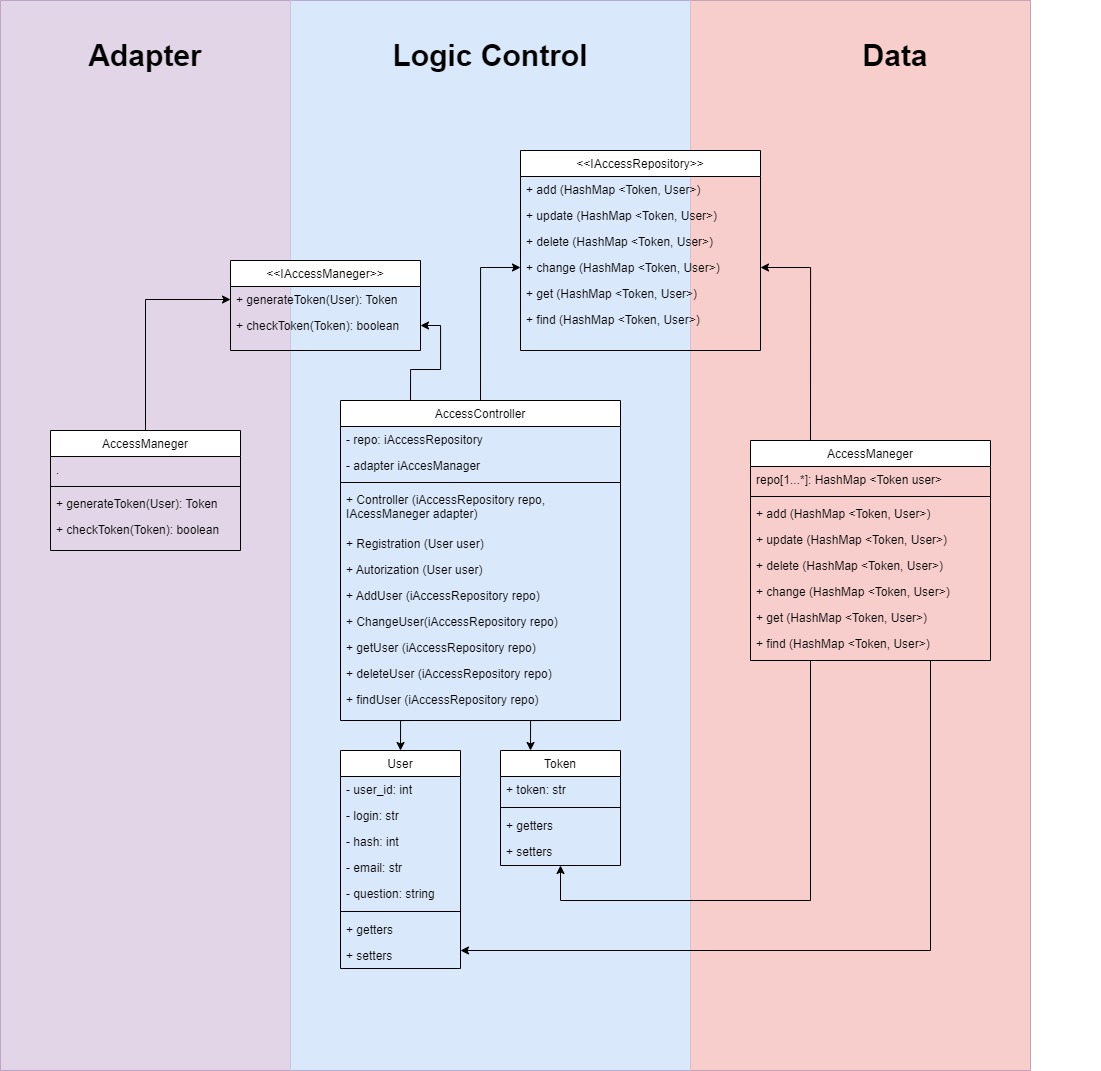 Adapter
Logic Control
Data
<<IAccessRepository>>
+ add (HashMap <Token, User>)
+ update (HashMap <Token, User>)
+ delete (HashMap <Token, User>)
+ change (HashMap <Token, User>)
+ get (HashMap <Token, User>)
+ find (HashMap <Token, User>)
<<IAccessManeger>>
+ generateToken(User): Token
+ checkToken(Token): boolean
AccessManeger
.
+ generateToken(User): Token
+ checkToken(Token): boolean
AccessController
- repo: iAccessRepository
- adapter iAccesManager
+ Controller (iAccessRepository repo,
IAcessManeger adapter)
+ Registration (User user)
+ Autorization (User user)
+ AddUser (iAccessRepository repo)
+ ChangeUser(iAccessRepository repo)
+ getUser (iAccessRepository repo)
+ deleteUser (iAccessRepository repo)
+ findUser (iAccessRepository repo)
AccessManeger
repo[1...*]: HashMap <Token user>
+ add (HashMap <Token, User>)
+ update (HashMap <Token, User>)
+ delete (HashMap <Token, User>)
+ change (HashMap <Token, User>)
+ get (HashMap <Token, User>)
+ find (HashMap <Token, User>)
User
- user_id: int
- login: str
- hash: int
- email: str
- question: string
+ getters
+ setters
Token
+ token: str
+ getters
+ setters